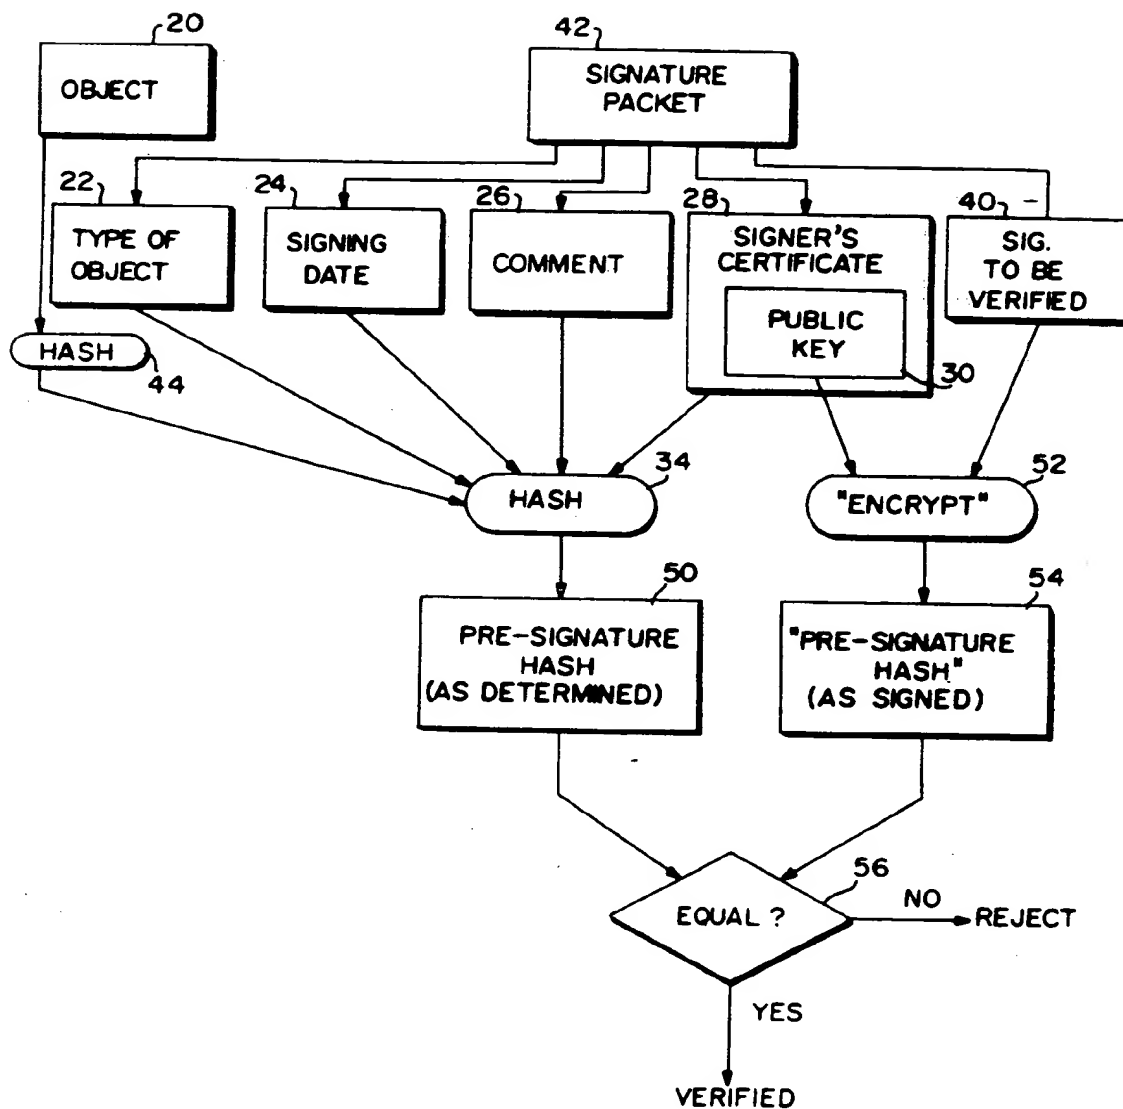 20
42
OBJECT
SIGNATURE
PACKET
22
24
26
28
40
TYPE OF
OBJECT
SIGNING
DATE
COMMENT
SIGNER'S
CERTIFICATE
SIG.
TO BE
VERIFIED
PUBLIC
KEY
30
HASH
44
HASH
34
"ENCRYPT"
52
50
54
PRE-SIGNATURE
HASH
(AS DETERMINED)
"PRE-SIGNATURE
HASH"
(AS SIGNED)
EQUAL ?
56
NO
REJECT
YES
VERIFIED